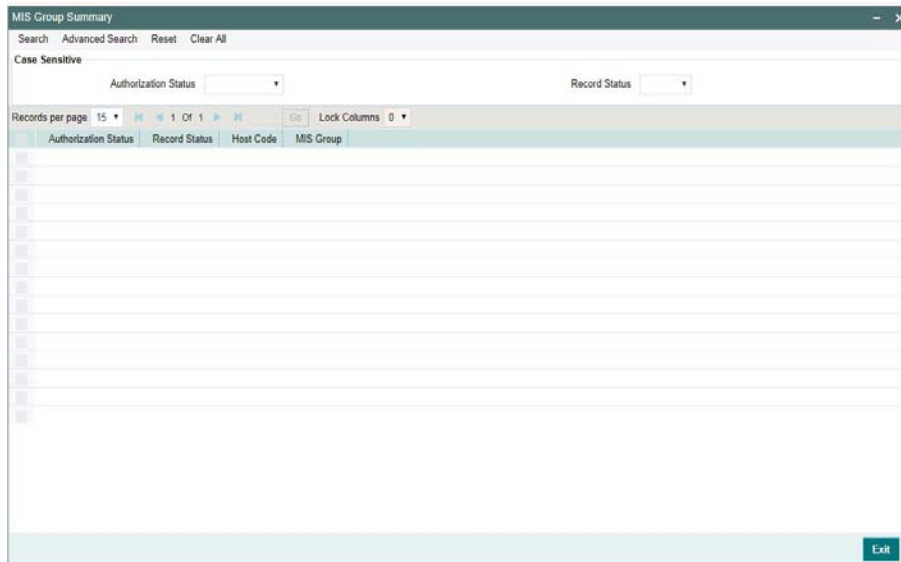 MIS Group Summary
Search Advanced Search Reset Clear All
Case Sensitive
Authorization Status Record Status
Records per page 15 1 Of 1 Go Lock Columns 0
Authorization Status Record Status Host Code MIS Group
Exit